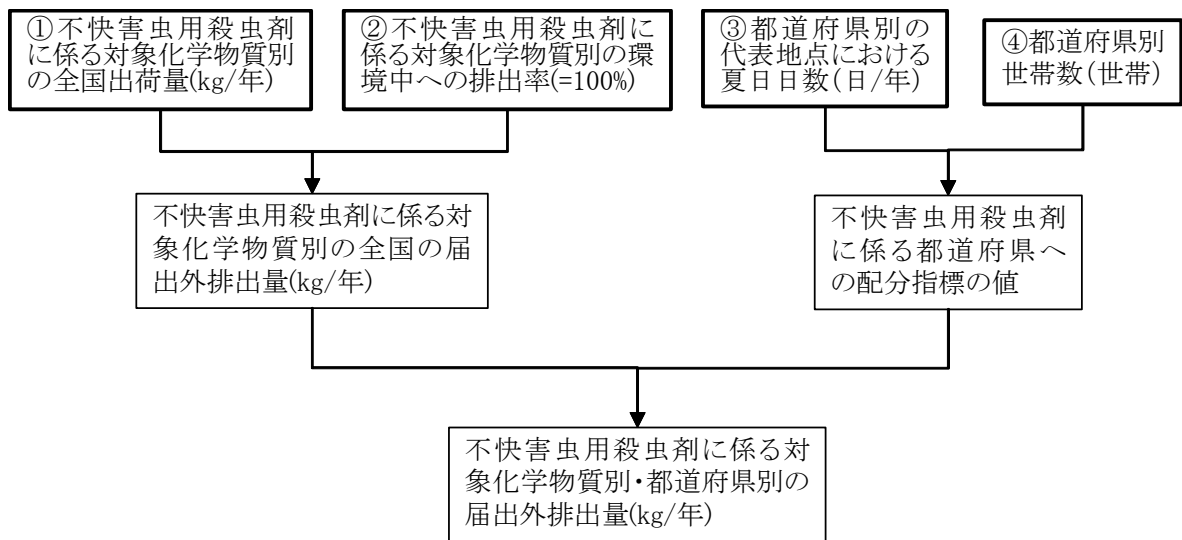 ①不快害虫用殺虫剤
に係る対象化学物質別
の全国出荷量(kg/年)
②不快害虫用殺虫剤に
係る対象化学物質別の環
境中への排出率(=100%)
③都道府県別の
代表地点における
夏日日数(日/年)
④都道府県別
世帯数(世帯)
不快害虫用殺虫剤に係る対
象化学物質別の全国の届
出外排出量(kg/年)
不快害虫用殺虫剤
に係る都道府県へ
の配分指標の値
不快害虫用殺虫剤に係る対
象化学物質別・都道府県別の
届出外排出量(kg/年)